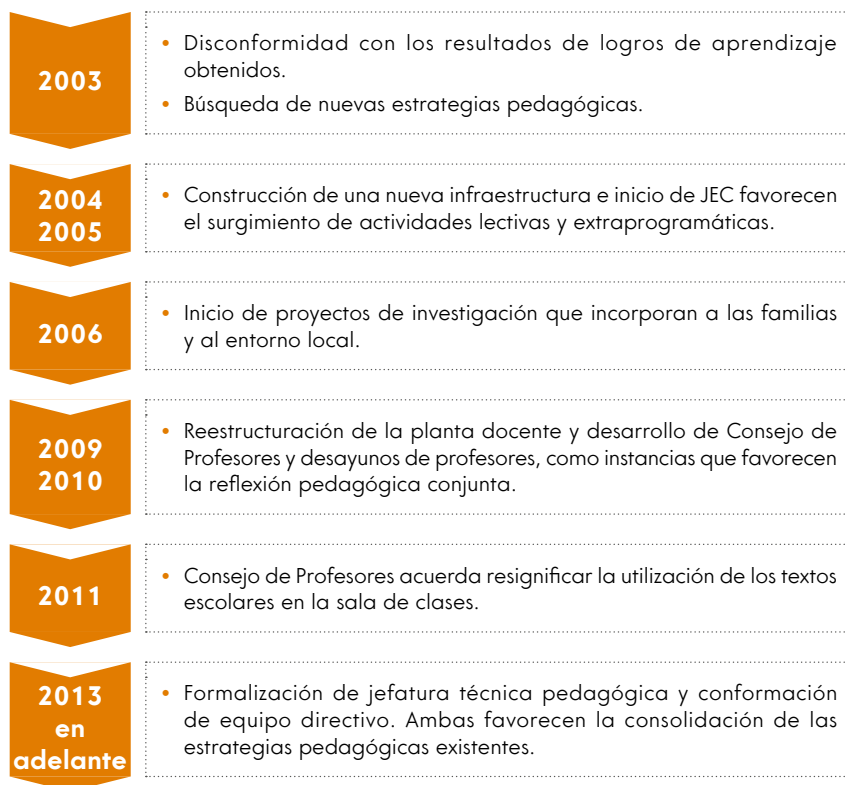 2003
• Disconformidad con los resultados de logros de aprendizaje
obtenidos.
• Búsqueda de nuevas estrategias pedagógicas.
2004
2005
• Construcción de una nueva infraestructura e inicio de JEC favorecen
el surgimiento de actividades lectivas y extraprogramáticas.
2006
• Inicio de proyectos de investigación que incorporan a las familias
y al entorno local.
2009
2010
• Reestructuración de la planta docente y desarrollo de Consejo de
Profesores y desayunos de profesores, como instancias que favorecen
la reflexión pedagógica conjunta.
2011
• Consejo de Profesores acuerda resignificar la utilización de los textos
escolares en la sala de clases.
2013
en
adelante
• Formalización de jefatura técnica pedagógica y conformación
de equipo directivo. Ambas favorecen la consolidación de las
estrategias pedagógicas existentes.